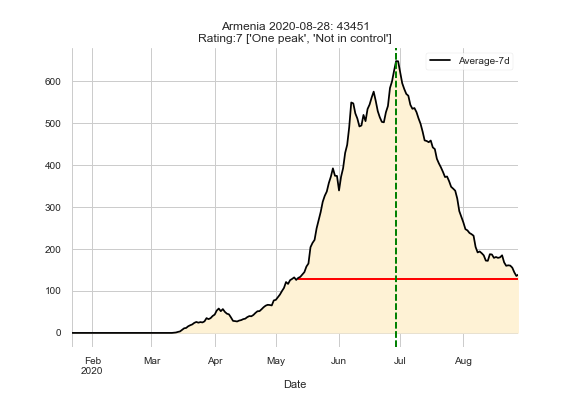 Armenia 2020-08-28: 43451
Rating:7 ['One peak', 'Not in control']
Average-7d
600
500
400
300
200
100
0
Feb Mar Apr May Jun Jul Aug
2020
Date